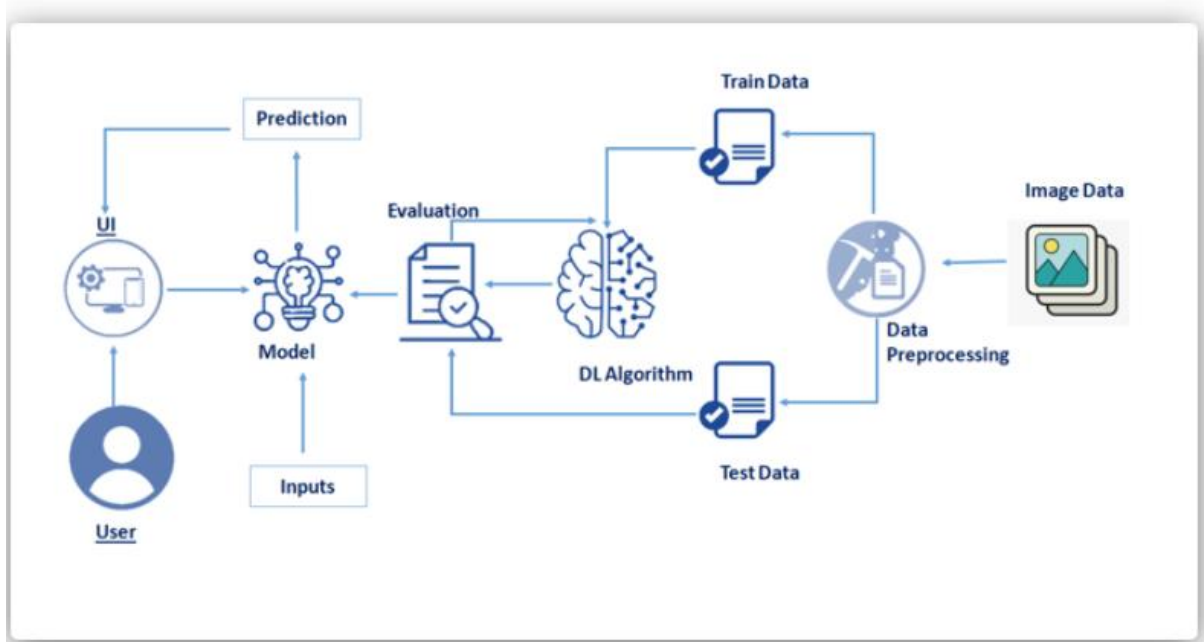 Train Data
Prediction
Image Data
Evaluation
UI
Data
Preprocessing
Model
DL Algorithm
Test Data
Inputs
User